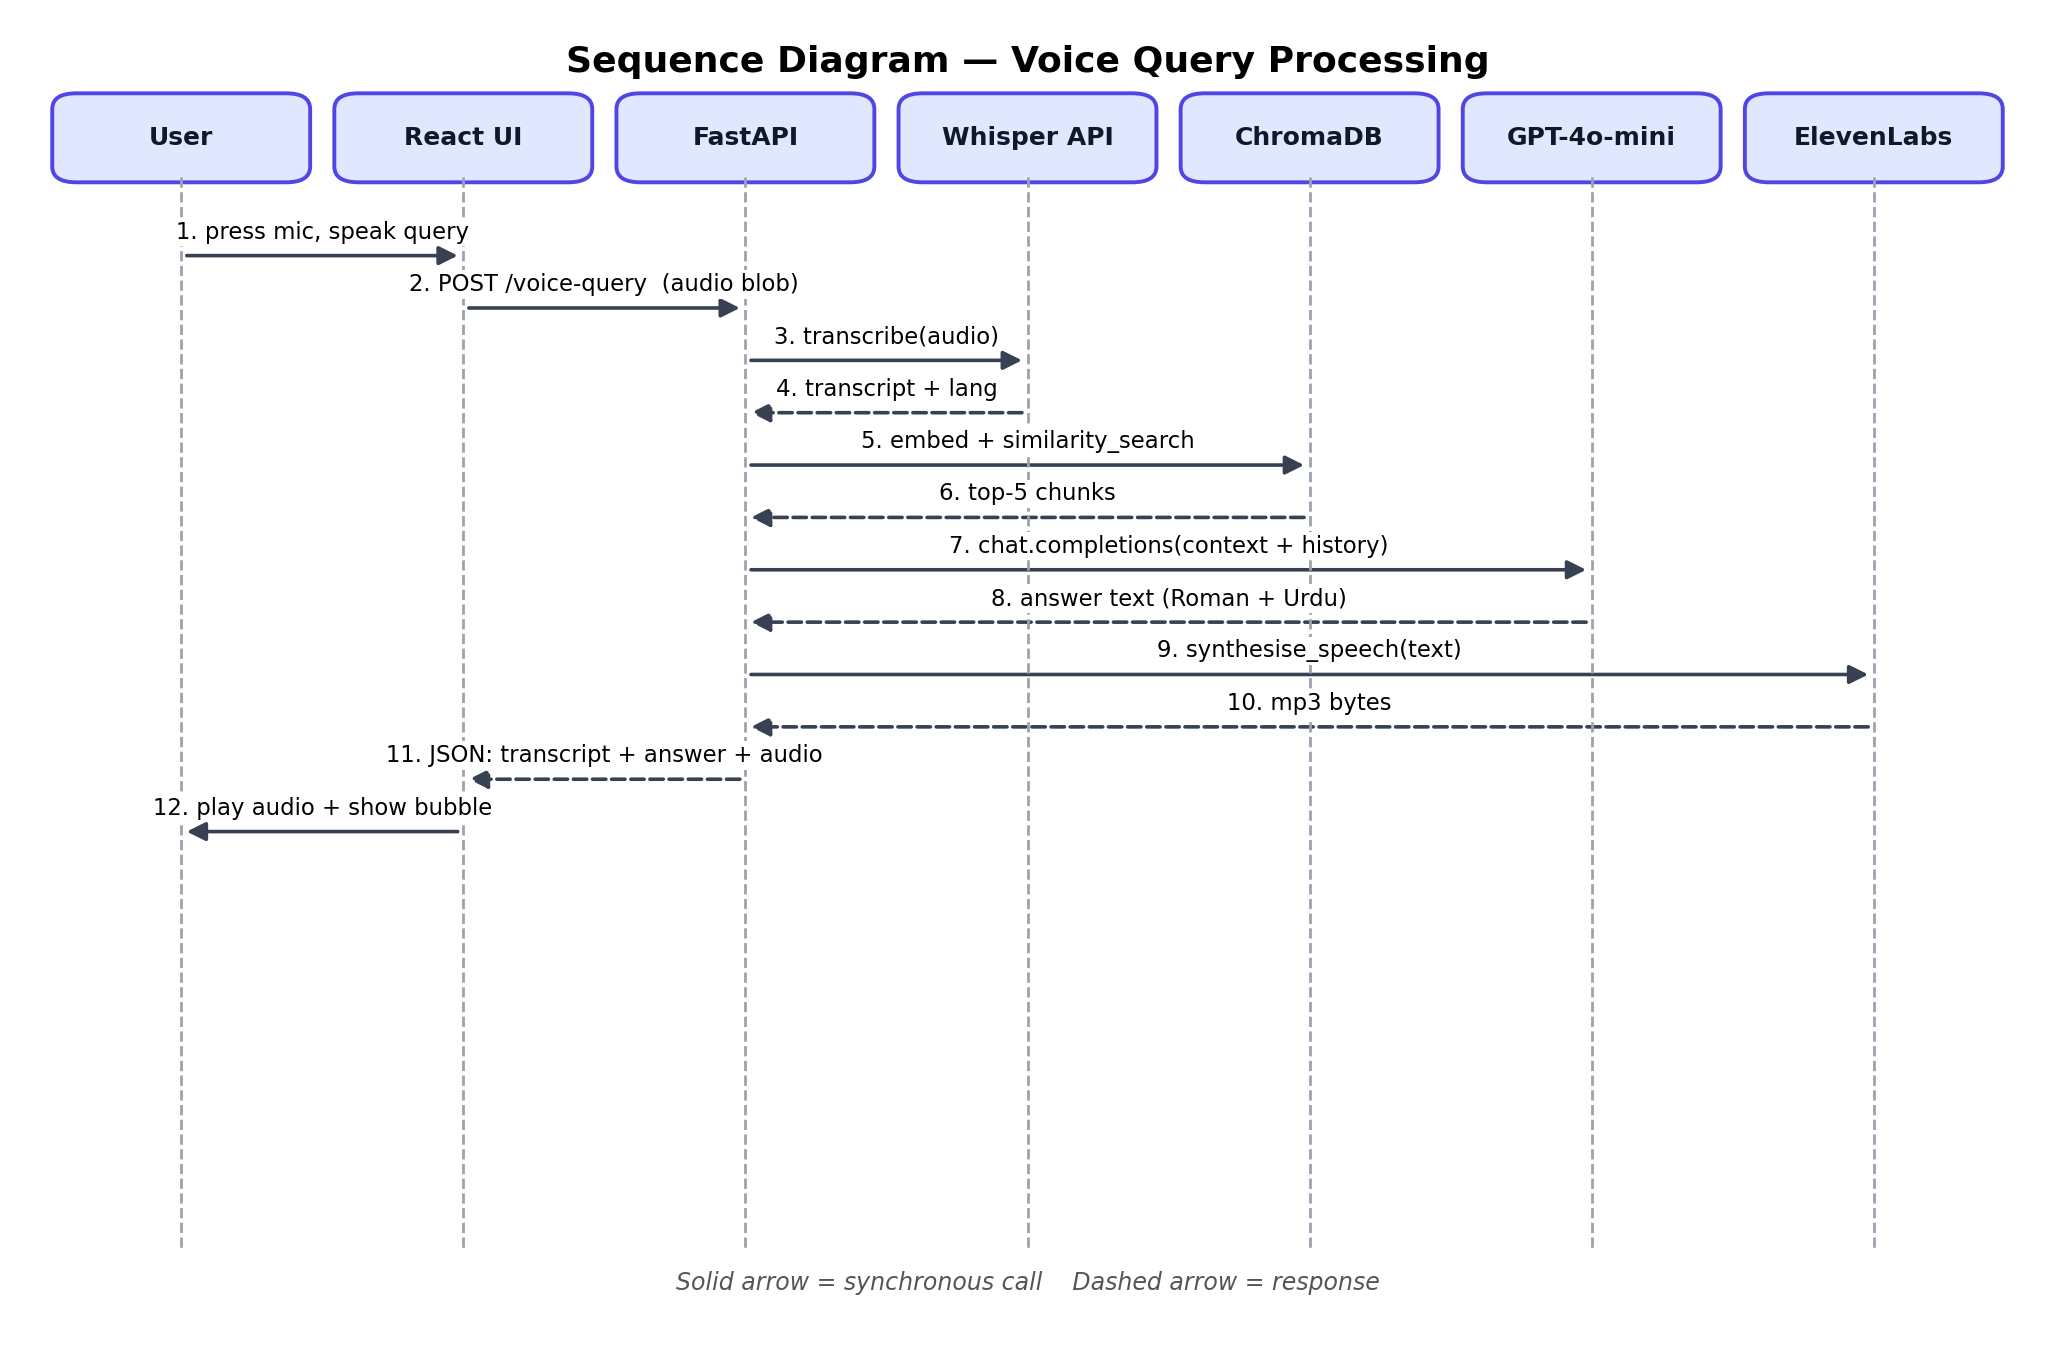 Sequence Diagram — Voice Query Processing
User
React UI
FastAPI
Whisper API
ChromaDB
GPT-4o-mini
ElevenLabs
1. press mic, speak query
2. POST /voice-query  (audio blob)
3. transcribe(audio)
4. transcript + lang
5. embed + similarity_search
6. top-5 chunks
7. chat.completions(context + history)
8. answer text (Roman + Urdu)
9. synthesise_speech(text)
10. mp3 bytes
11. JSON: transcript + answer + audio
12. play audio + show bubble
Solid arrow = synchronous call    Dashed arrow = response